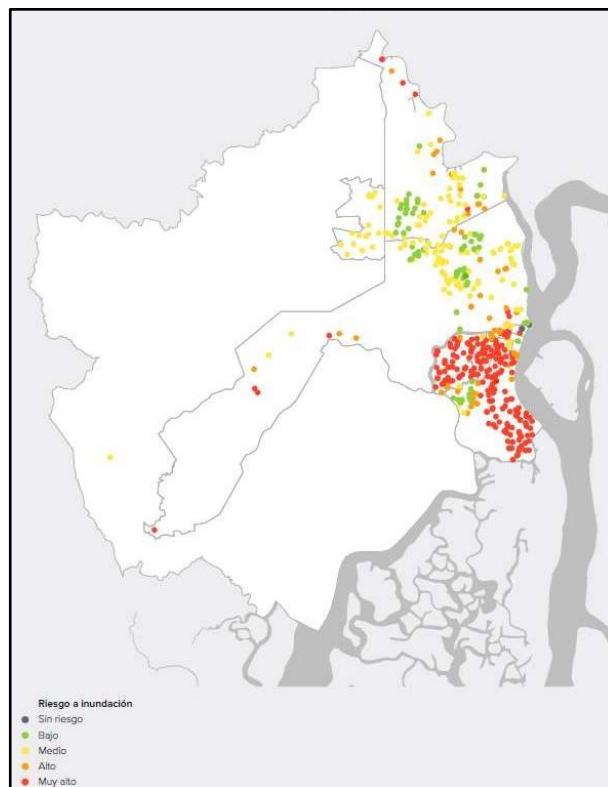 Riesgo a inundación
Sin riesgo
Bajo
Medio
Alto
Muy alto